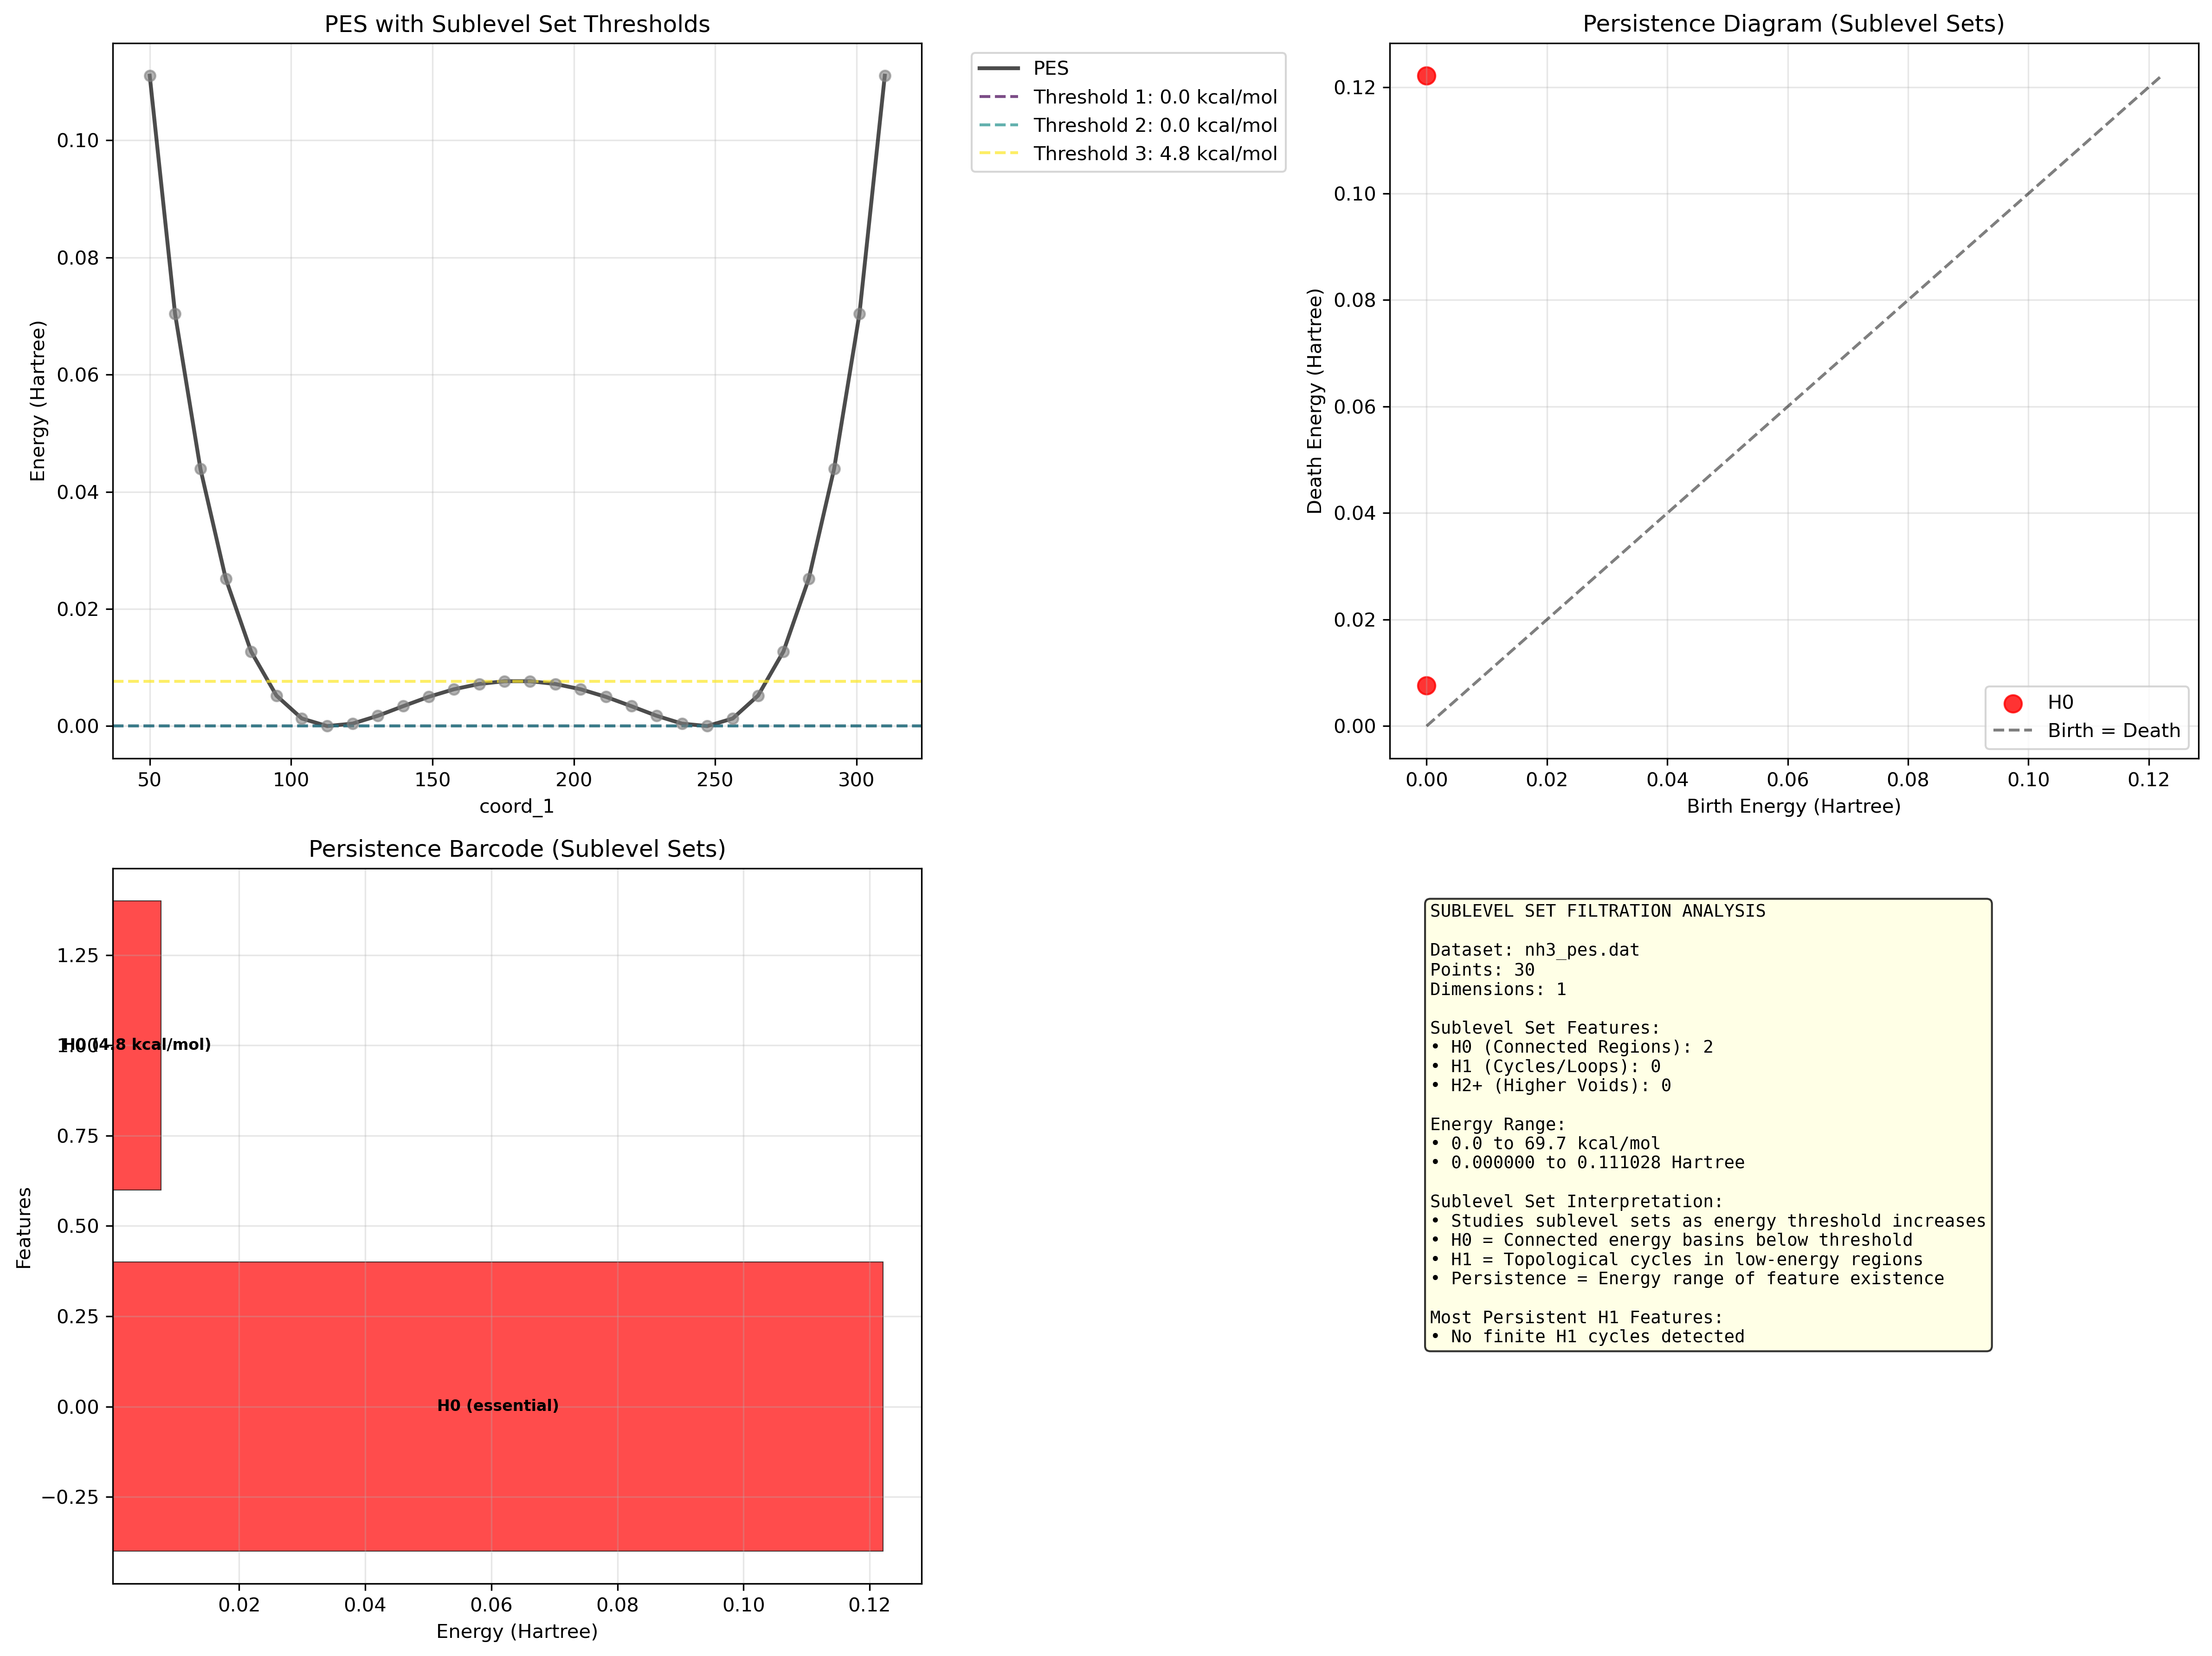 PES with Sublevel Set Thresholds
Energy (Hartree)
0.10
0.08
0.06
0.04
0.02
0.00
50
100
150
200
250
300
coord_1
PES
Threshold 1: 0.0 kcal/mol
Threshold 2: 0.0 kcal/mol
Threshold 3: 4.8 kcal/mol
Persistence Diagram (Sublevel Sets)
Death Energy (Hartree)
0.12
0.10
0.08
0.06
0.04
0.02
0.00
H0
Birth = Death
0.00
0.02
0.04
0.06
0.08
0.10
0.12
Birth Energy (Hartree)
Persistence Barcode (Sublevel Sets)
Features
1.25
1.00
H0 (4.8 kcal/mol)
0.75
0.50
0.25
0.00
H0 (essential)
−0.25
0.02
0.04
0.06
0.08
0.10
0.12
Energy (Hartree)
SUBLEVEL SET FILTRATION ANALYSIS
Dataset: nh3_pes.dat
Points: 30
Dimensions: 1
Sublevel Set Features:
• H0 (Connected Regions): 2
• H1 (Cycles/Loops): 0
• H2+ (Higher Voids): 0
Energy Range:
• 0.0 to 69.7 kcal/mol
• 0.000000 to 0.111028 Hartree
Sublevel Set Interpretation:
• Studies sublevel sets as energy threshold increases
• H0 = Connected energy basins below threshold
• H1 = Topological cycles in low-energy regions
• Persistence = Energy range of feature existence
Most Persistent H1 Features:
• No finite H1 cycles detected